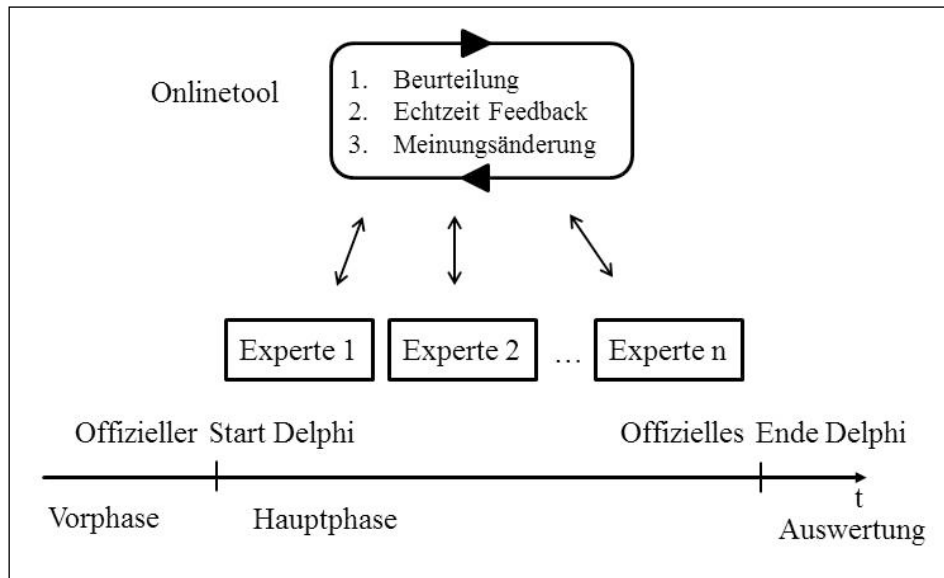 Onlinetool
1. Beurteilung
2. Echtzeit Feedback
3. Meinungsänderung
Experte 1 Experte 2 ... Experte n
Offizieller Start Delphi Offizielles Ende Delphi
t
Vorphase Hauptphase Auswertung